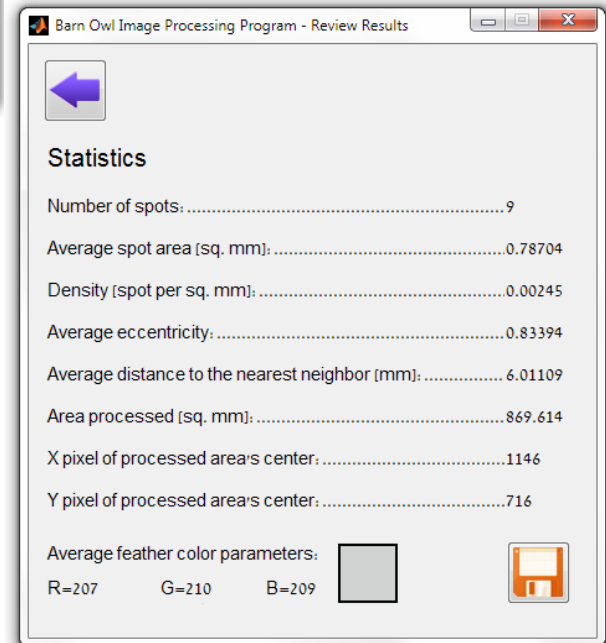 Barn Owl Image Processing Program - Review Results
Statistics
Number of spots:................................................................9
Average spot area [sq. mm]:...............................................0.78704
Density [spot per sq. mm]:..................................................0.00245
Average eccentricity:..........................................................0.83394
Average distance to the nearest neighbor [mm]:................ 6.01109
Area processed [sq. mm]:...................................................869.614
X pixel of processed area's center:.....................................1146
Y pixel of processed area's center:.....................................716
Average feather color parameters:
R=207 G=210 B=209